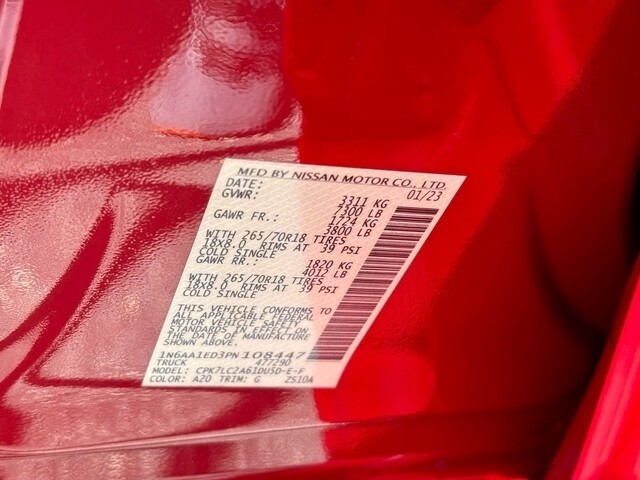 MFD BY NISSAN MOTOR CO., LTD.
DATE: 01/23
GVWR: 3311 KG
7300 LB
GAWR FR.: 1724 KG
3800 LB
WITH 265/70R18 TIRES
18X8.0 RIMS AT 39 PSI
COLD SINGLE
GAWR RR.: 1820 KG
4012 LB
WITH 265/70R18 TIRES
18X8.0 RIMS AT 39 PSI
COLD SINGLE
THIS VEHICLE CONFORMS TO
ALL APPLICABLE FEDERAL
MOTOR VEHICLE SAFETY
STANDARDS IN EFFECT ON
THE DATE OF MANUFACTURE
SHOWN ABOVE.
1N6AA1ED3PN108447
TRUCK 477290
MODEL: CPK7LC2A61DU5D-E-F
COLOR: A20 TRIM: G ZS10A